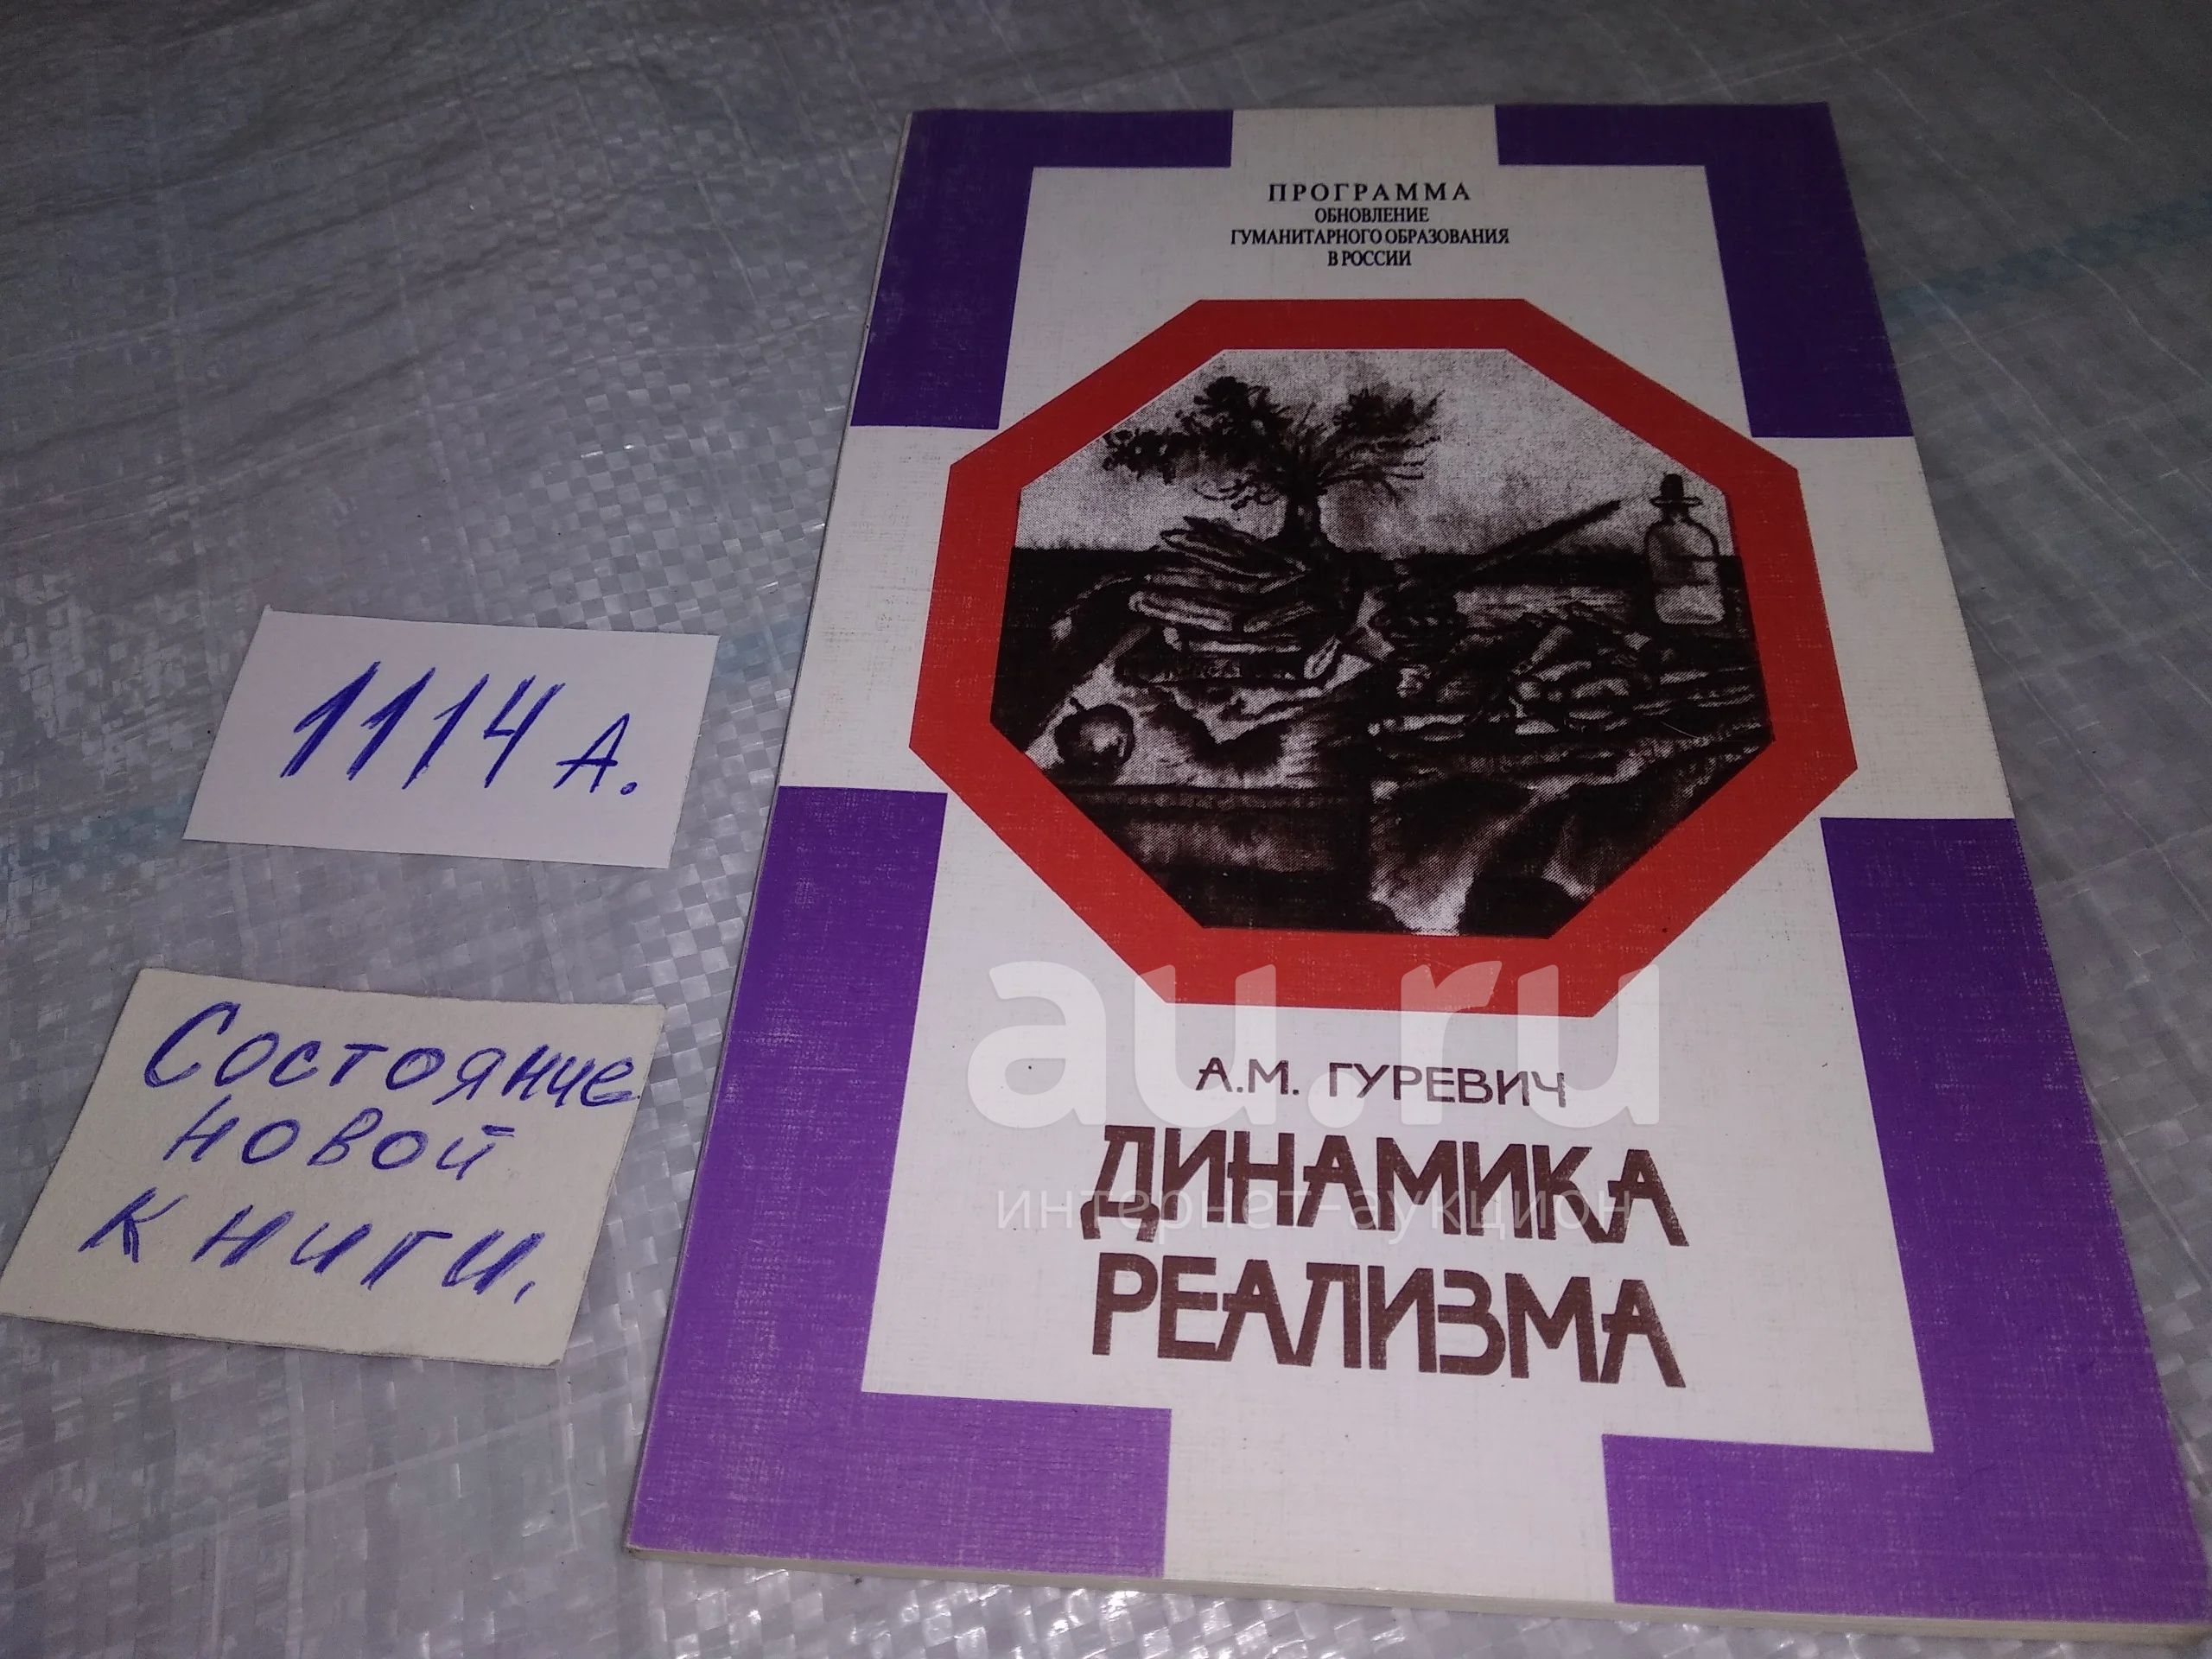 ПРОГРАММА
ОБНОВЛЕНИЕ
ГУМАНИТАРНОГО ОБРАЗОВАНИЯ
В РОССИИ
1114 А.
Состояние
новой
книги.
au.ru
интернет-аукцион
А.М. ГУРЕВИЧ
ДИНАМИКА
РЕАЛИЗМА